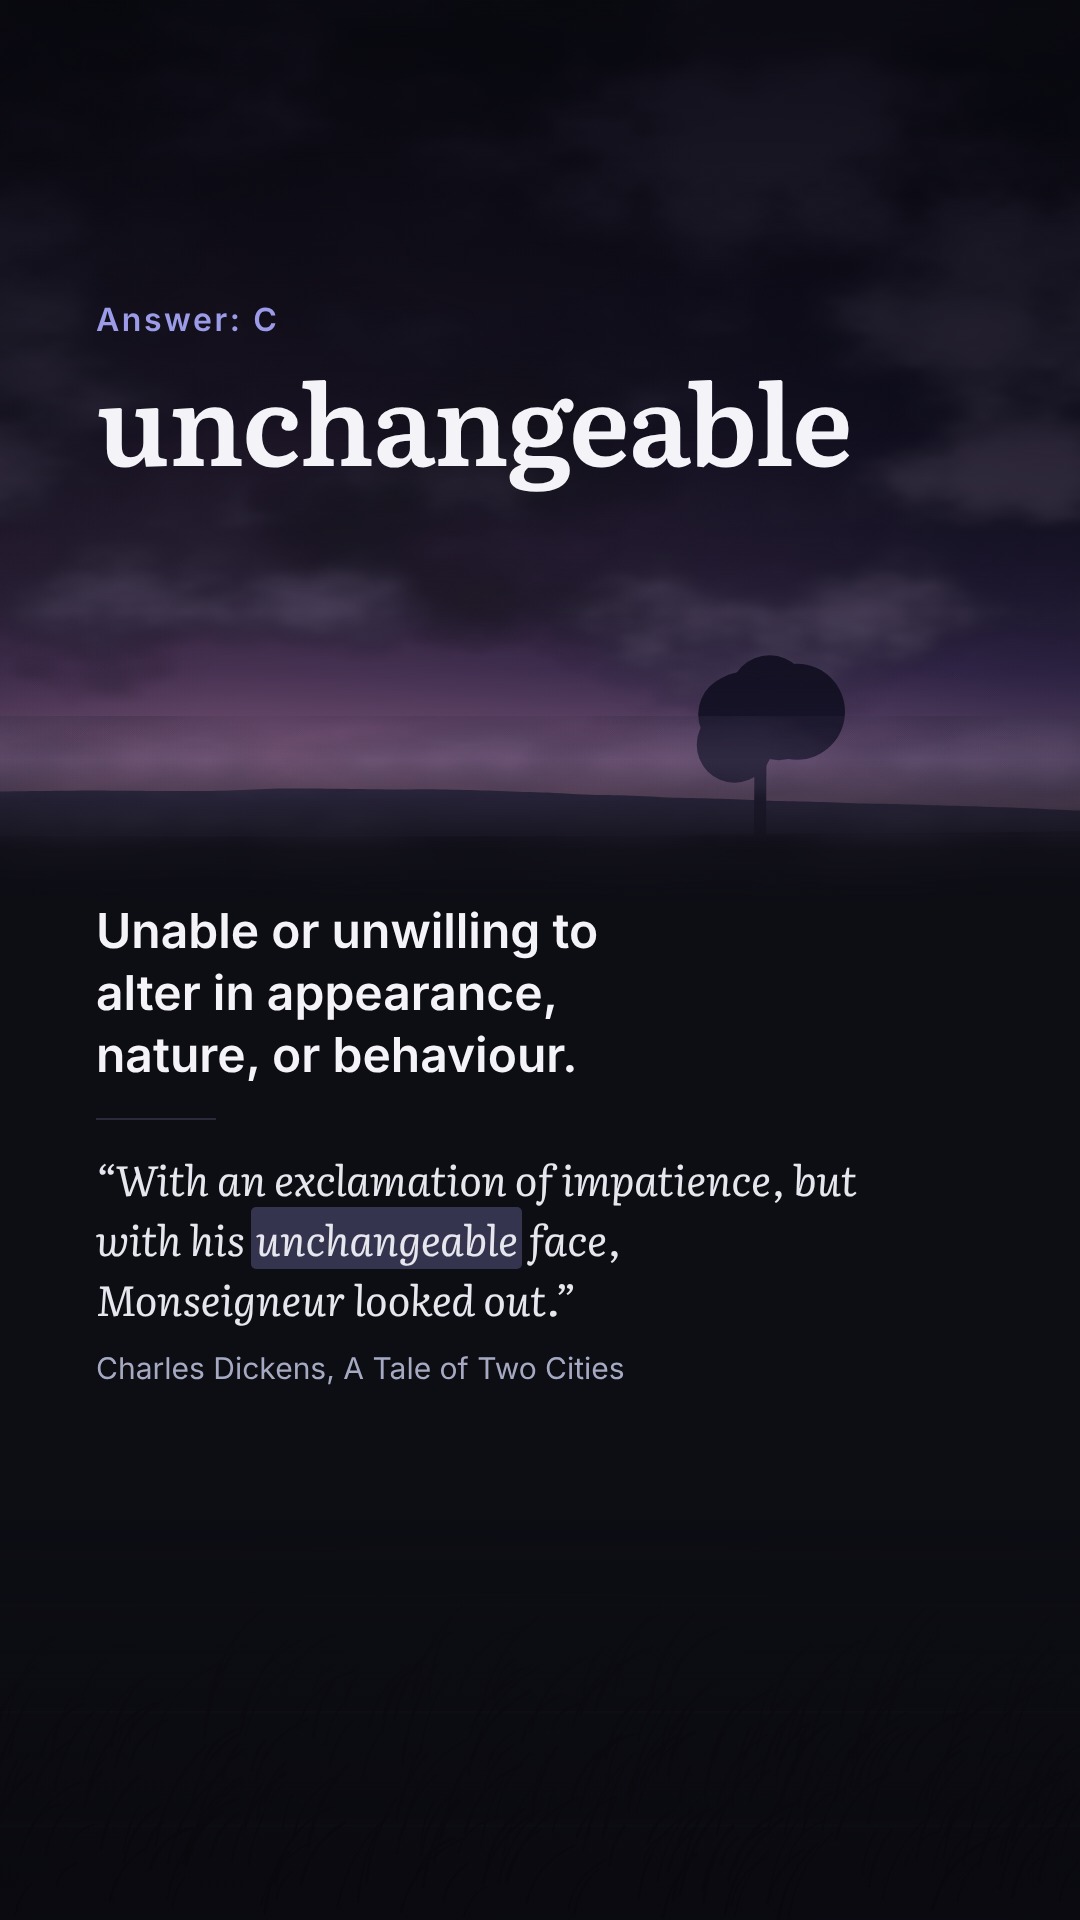 Answer: C
unchangeable
Unable or unwilling to
alter in appearance,
nature, or behaviour.
“With an exclamation of impatience, but
with his unchangeable face,
Monseigneur looked out.”
Charles Dickens, A Tale of Two Cities